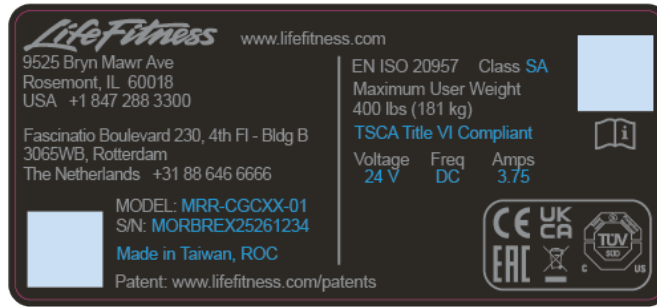 LifeFitness www.lifefitness.com
9525 Bryn Mawr Ave
Rosemont, IL 60018
USA +1 847 288 3300
Fascinatio Boulevard 230, 4th Fl - Bldg B
3065WB, Rotterdam
The Netherlands +31 88 646 6666
MODEL: MRR-CGCXX-01
S/N: MORBREX25261234
Made in Taiwan, ROC
Patent: www.lifefitness.com/patents
EN ISO 20957 Class SA
Maximum User Weight
400 lbs (181 kg)
TSCA Title VI Compliant
Voltage Freq Amps
24 V DC 3.75
CE UK CA
EAC
TÜV
SÜD
C US